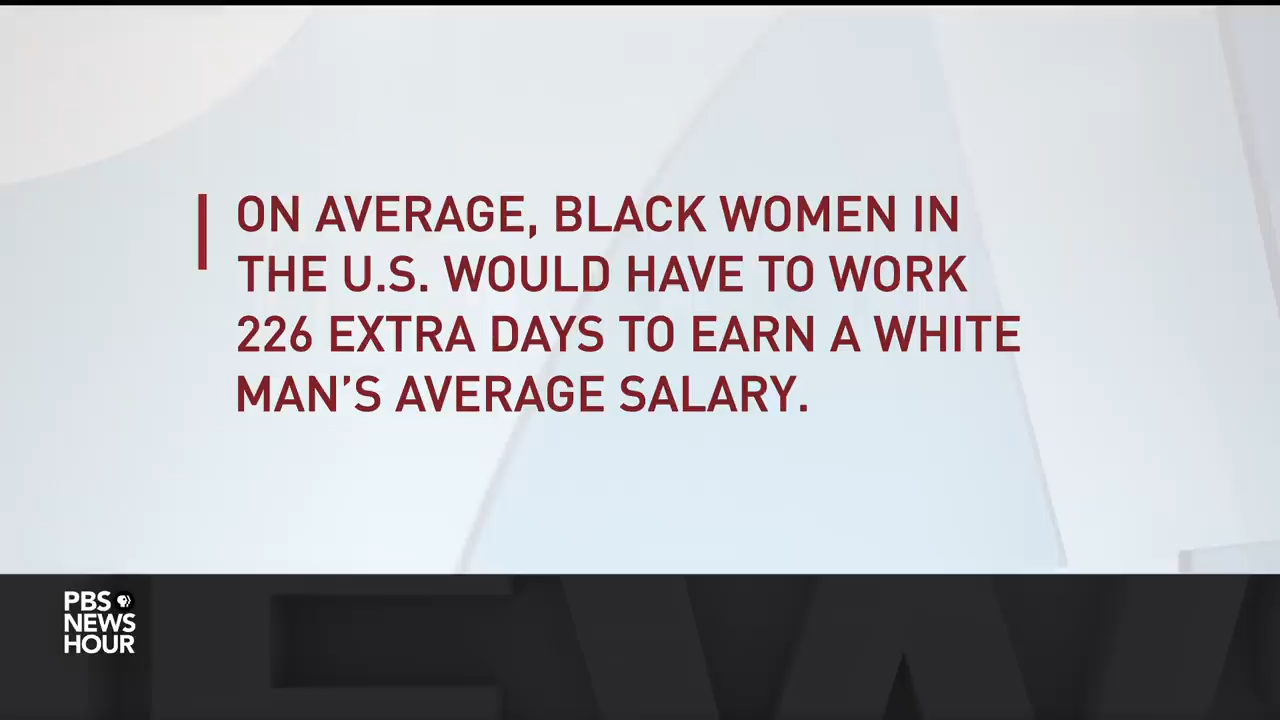 ON AVERAGE, BLACK WOMEN IN
THE U.S. WOULD HAVE TO WORK
226 EXTRA DAYS TO EARN A WHITE
MAN'S AVERAGE SALARY.
PBS
NEWS
HOUR